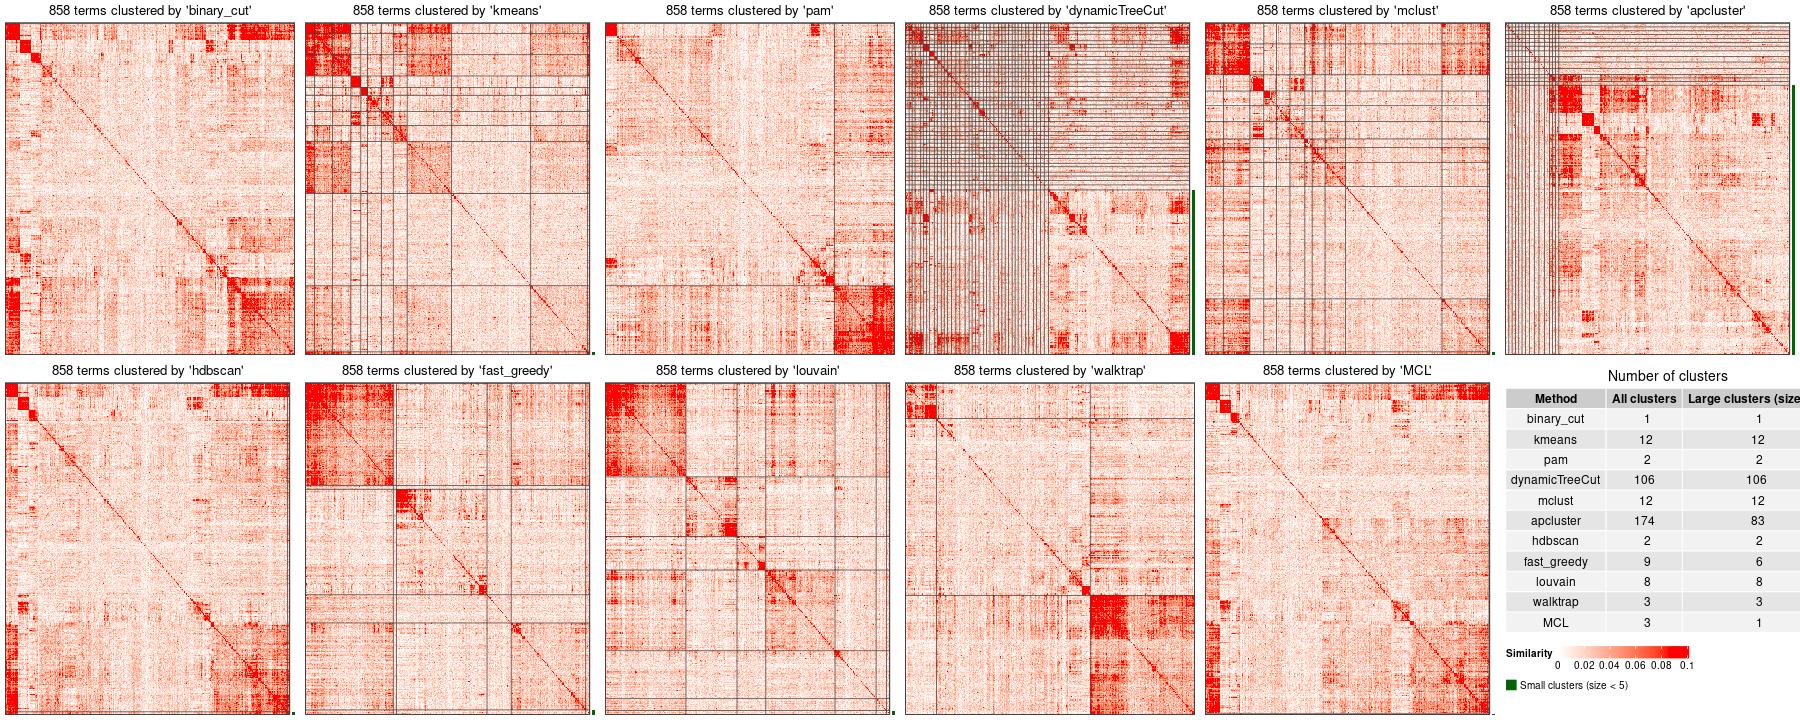 858 terms clustered by 'binary_cut'
858 terms clustered by 'kmeans'
858 terms clustered by 'pam'
858 terms clustered by 'dynamicTreeCut'
858 terms clustered by 'mclust'
858 terms clustered by 'apcluster'
858 terms clustered by 'hdbscan'
858 terms clustered by 'fast_greedy'
858 terms clustered by 'louvain'
858 terms clustered by 'walktrap'
858 terms clustered by 'MCL'
Number of clusters
Method All clusters Large clusters (size
binary_cut 1 1
kmeans 12 12
pam 2 2
dynamicTreeCut 106 106
mclust 12 12
apcluster 174 83
hdbscan 2 2
fast_greedy 9 6
louvain 8 8
walktrap 3 3
MCL 3 1
Similarity
0 0.02 0.04 0.06 0.08 0.1
Small clusters (size < 5)